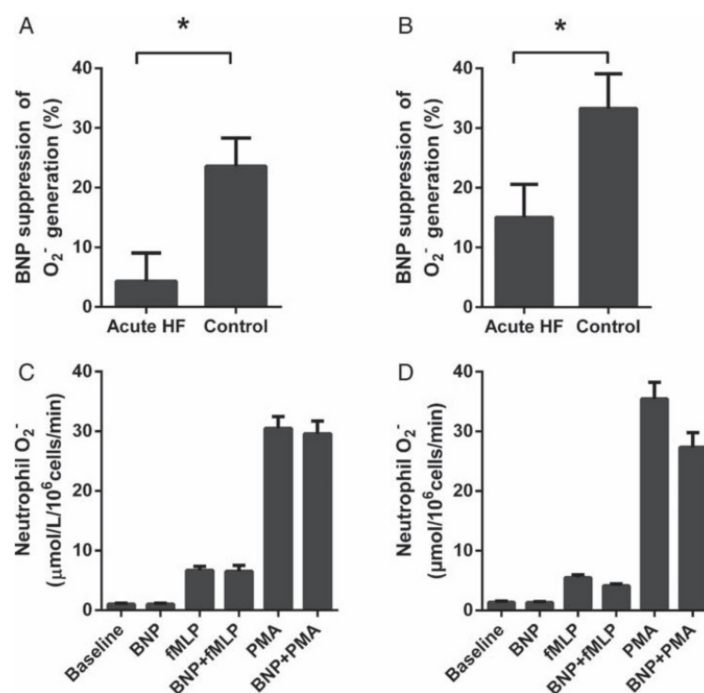 A
*
BNP suppression of
O₂⁻ generation (%)
40
30
20
10
0
Acute HF
Control
B
*
BNP suppression of
O₂⁻ generation (%)
40
30
20
10
0
Acute HF
Control
C
Neutrophil O₂⁻
(μmol/L/10⁶cells/min)
40
30
20
10
0
Baseline
BNP
fMLP
BNP+fMLP
PMA
BNP+PMA
D
Neutrophil O₂⁻
(μmol/10⁶cells/min)
40
30
20
10
0
Baseline
BNP
fMLP
BNP+fMLP
PMA
BNP+PMA